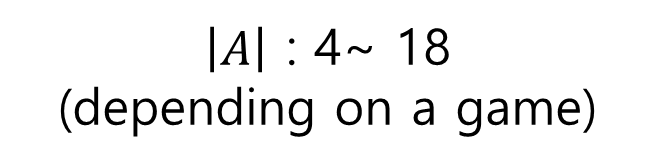 |A| : 4~ 18
(depending on a game)